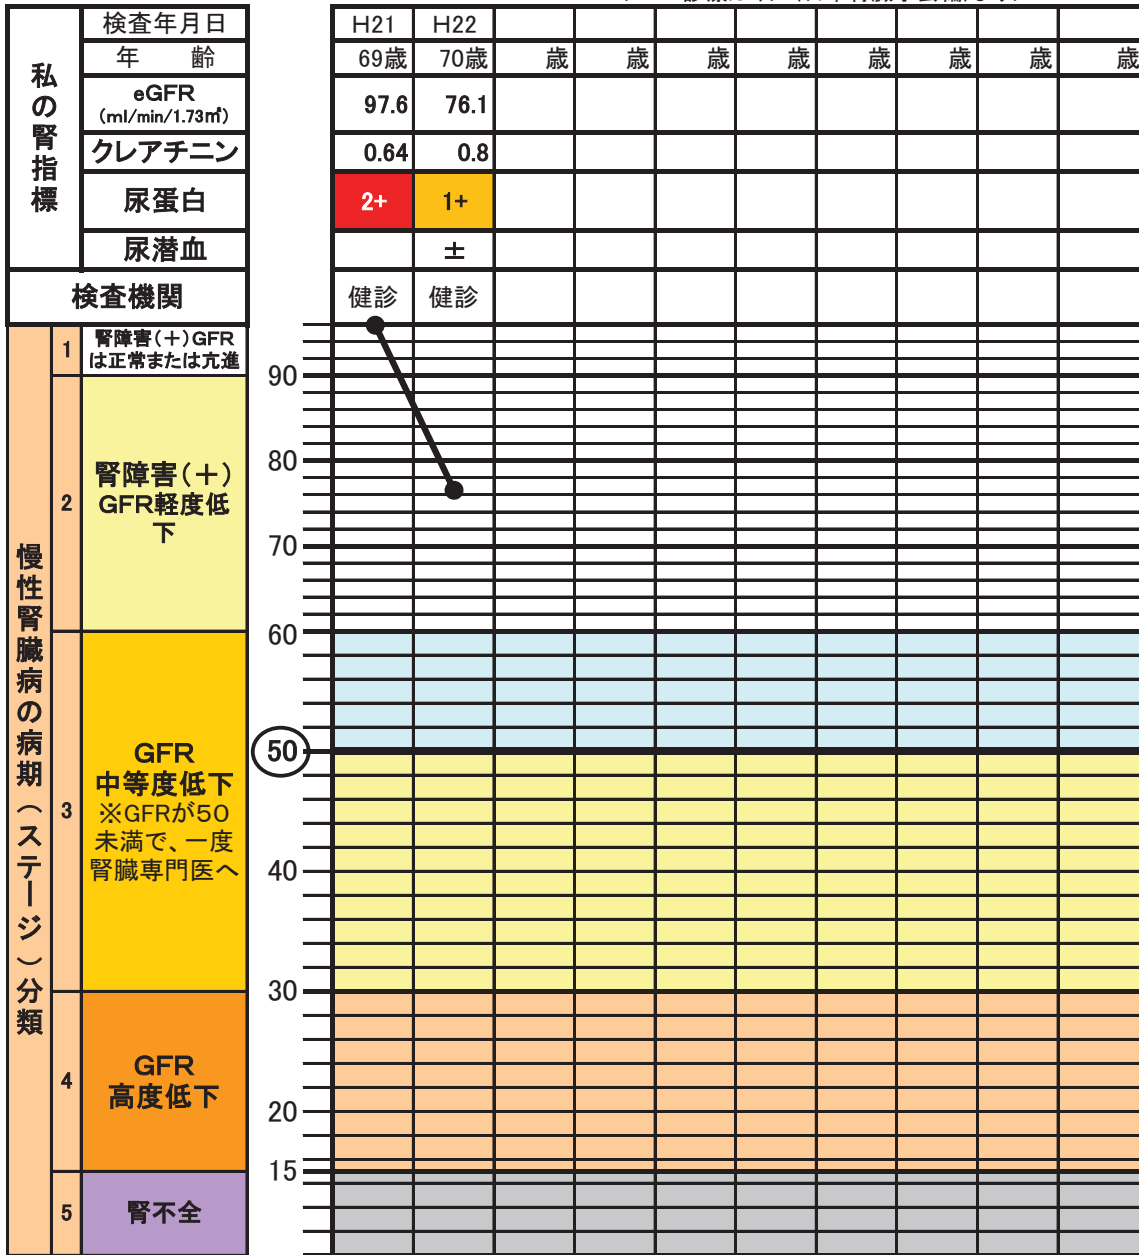 検査年月日 H21 H22
年 齢 69歳 70歳 歳 歳 歳 歳 歳 歳 歳 歳
私の腎指標
eGFR
(ml/min/1.73㎡)
97.6 76.1
クレアチニン 0.64 0.8
尿蛋白 2+ 1+
尿潜血 ±
検査機関 健診 健診
慢性腎臓病の病期(ステージ)分類
1
腎障害(+)GFR
は正常または亢進
90
2
腎障害(+)
GFR軽度低
下
80
70
60
3
GFR
中等度低下
※GFRが50
未満で、一度
腎臓専門医へ
50
40
30
4
GFR
高度低下
20
15
5
腎不全